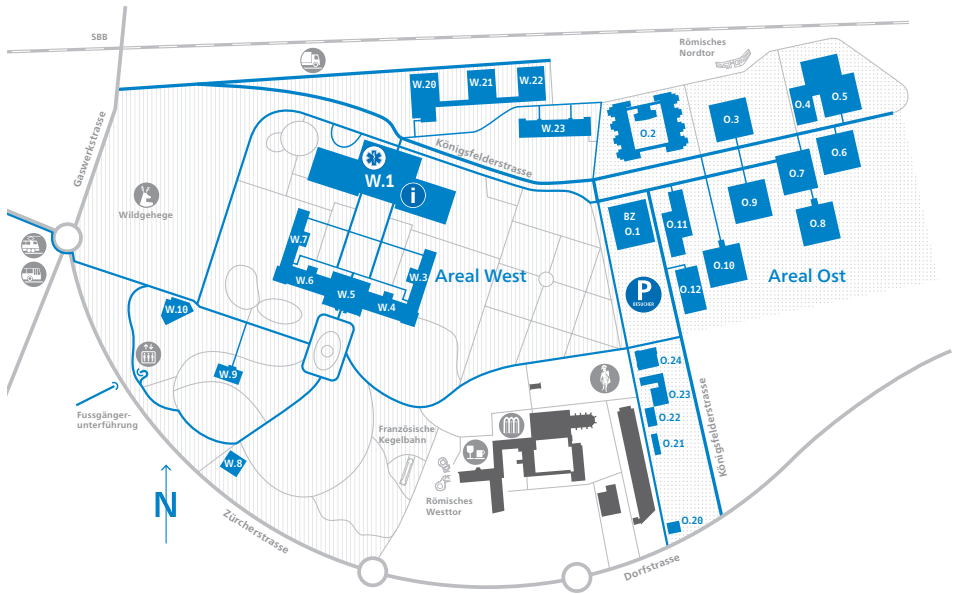 SBB
Römisches
Nordtor
Gaswerkstrasse
W.20
W.21
W.22
W.23
Königsfelderstrasse
O.2
O.3
O.4
O.5
O.6
O.7
O.8
O.9
O.10
O.11
O.12
BZ
O.1
W.1
i
Wildgehege
W.7
W.6
W.5
W.4
W.3
Areal West
Areal Ost
P
BESUCHER
W.10
W.9
W.8
Fussgänger-
unterführung
N
Französische
Kegelbahn
Römisches
Westtor
Zürcherstrasse
O.24
O.23
O.22
O.21
O.20
Königsfelderstrasse
Dorfstrasse